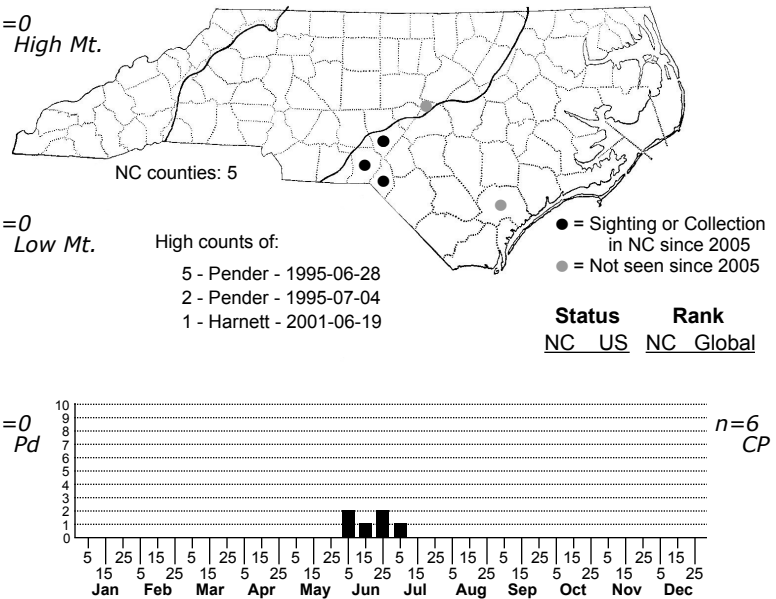 =0
High Mt.
NC counties: 5
=0
Low Mt.
High counts of:
5 - Pender - 1995-06-28
2 - Pender - 1995-07-04
1 - Harnett - 2001-06-19
= Sighting or Collection
in NC since 2005
= Not seen since 2005
Status Rank
NC US NC Global
=0
Pd
n=6
CP
10
9
8
7
6
5
4
3
2
1
0
5 25 15 5 25 15 5 25 15 5 25 15 5 25 15 5 25 15
15 5 25 15 5 25 15 5 25 15 5 25 15 5 25 15 5 25
Jan Feb Mar Apr May Jun Jul Aug Sep Oct Nov Dec